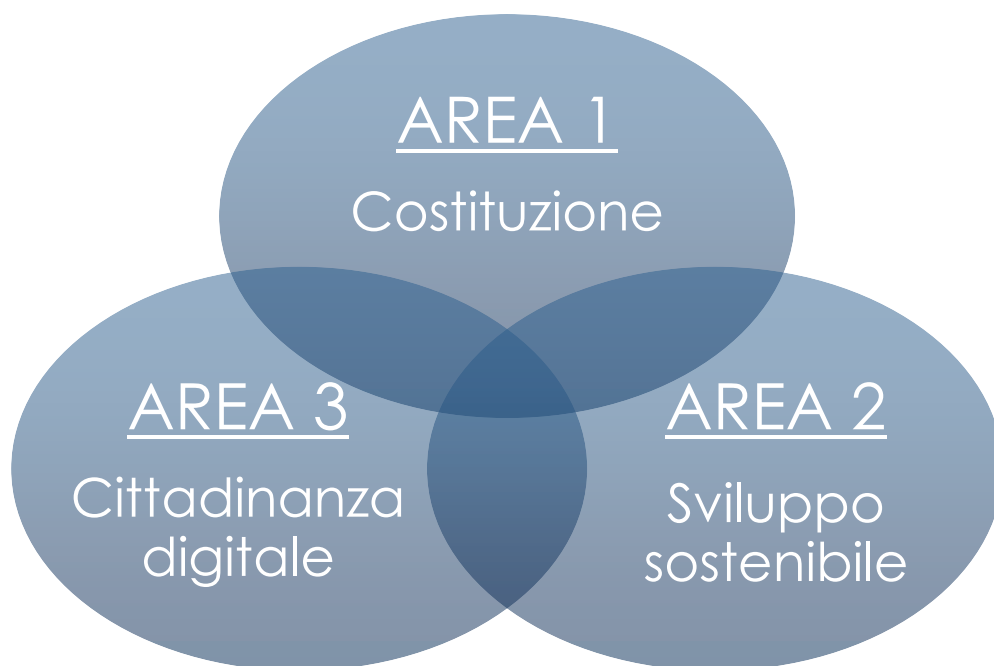 AREA 1
Costituzione
AREA 3
Cittadinanza
digitale
AREA 2
Sviluppo
sostenibile